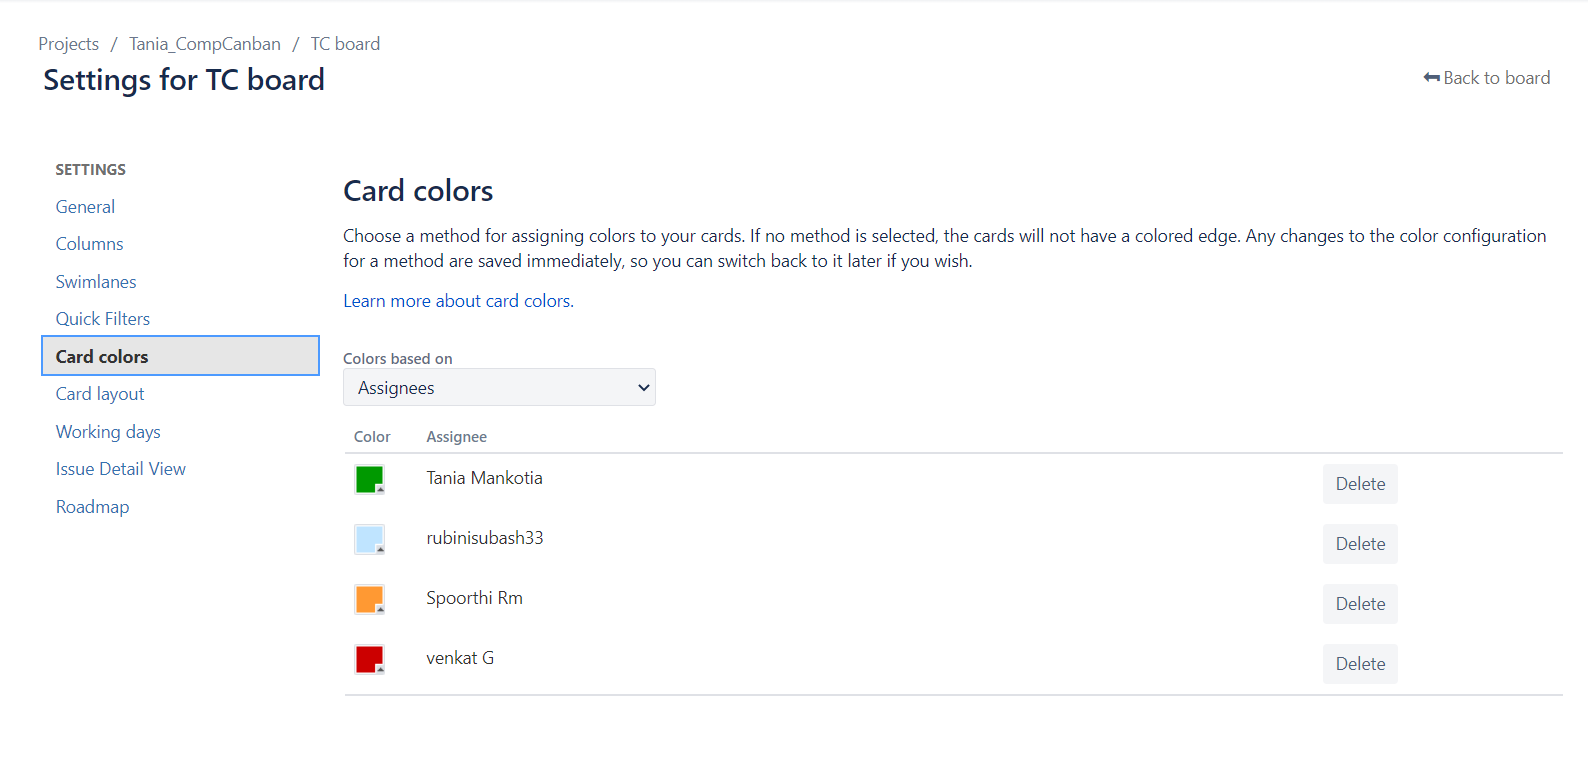 Projects / Tania_CompCanban / TC board
Settings for TC board
Back to board
SETTINGS
General
Columns
Swimlanes
Quick Filters
Card colors
Card layout
Working days
Issue Detail View
Roadmap
Card colors
Choose a method for assigning colors to your cards. If no method is selected, the cards will not have a colored edge. Any changes to the color configuration
for a method are saved immediately, so you can switch back to it later if you wish.
Learn more about card colors.
Colors based on
Assignees
Color Assignee
Tania Mankotia Delete
rubinisubash33 Delete
Spoorthi Rm Delete
venkat G Delete